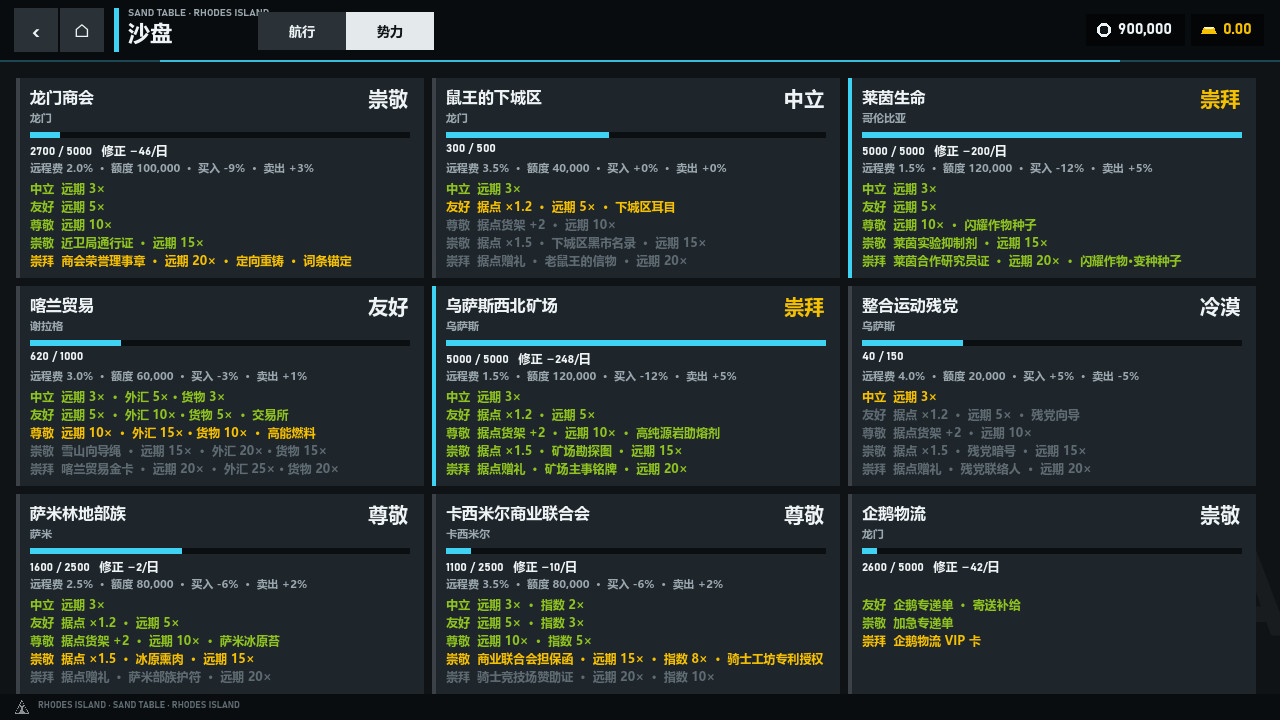 SAND TABLE · RHODES ISLAND
沙盘
航行
势力
900,000
0.00
龙门商会
崇敬
龙门
2700 / 5000 修正 −46/日
远程费 2.0% • 额度 100,000 • 买入 -9% • 卖出 +3%
中立 远期 3×
友好 远期 5×
尊敬 远期 10×
崇敬 近卫局通行证 • 远期 15×
崇拜 商会荣誉理事章 • 远期 20× • 定向重铸 • 词条锚定
鼠王的下城区
中立
龙门
300 / 500
远程费 3.5% • 额度 40,000 • 买入 +0% • 卖出 +0%
中立 远期 3×
友好 据点 ×1.2 • 远期 5× • 下城区耳目
尊敬 据点货架 +2 • 远期 10×
崇敬 据点 ×1.5 • 下城区黑市名录 • 远期 15×
崇拜 据点赠礼 • 老鼠王的信物 • 远期 20×
莱茵生命
崇拜
哥伦比亚
5000 / 5000 修正 −200/日
远程费 1.5% • 额度 120,000 • 买入 -12% • 卖出 +5%
中立 远期 3×
友好 远期 5×
尊敬 远期 10× • 闪耀作物种子
崇敬 莱茵实验抑制剂 • 远期 15×
崇拜 莱茵合作研究员证 • 远期 20× • 闪耀作物·变种种子
喀兰贸易
友好
谢拉格
620 / 1000
远程费 3.0% • 额度 60,000 • 买入 -3% • 卖出 +1%
中立 远期 3× • 外汇 5× · 货物 3×
友好 远期 5× • 外汇 10× · 货物 5× • 交易所
尊敬 远期 10× • 外汇 15× · 货物 10× • 高能燃料
崇敬 雪山向导绳 • 远期 15× • 外汇 20× · 货物 15×
崇拜 喀兰贸易金卡 • 远期 20× • 外汇 25× · 货物 20×
乌萨斯西北矿场
崇拜
乌萨斯
5000 / 5000 修正 −248/日
远程费 1.5% • 额度 120,000 • 买入 -12% • 卖出 +5%
中立 远期 3×
友好 据点 ×1.2 • 远期 5×
尊敬 据点货架 +2 • 远期 10× • 高纯源岩助熔剂
崇敬 据点 ×1.5 • 矿场勘探图 • 远期 15×
崇拜 据点赠礼 • 矿场主事铭牌 • 远期 20×
整合运动残党
冷漠
乌萨斯
40 / 150
远程费 4.0% • 额度 20,000 • 买入 +5% • 卖出 -5%
中立 远期 3×
友好 据点 ×1.2 • 远期 5× • 残党向导
尊敬 据点货架 +2 • 远期 10×
崇敬 据点 ×1.5 • 残党暗号 • 远期 15×
崇拜 据点赠礼 • 残党联络人 • 远期 20×
萨米林地部族
尊敬
萨米
1600 / 2500 修正 −2/日
远程费 2.5% • 额度 80,000 • 买入 -6% • 卖出 +2%
中立 远期 3×
友好 据点 ×1.2 • 远期 5×
尊敬 据点货架 +2 • 远期 10× • 萨米冰原苔
崇敬 据点 ×1.5 • 冰原熏肉 • 远期 15×
崇拜 据点赠礼 • 萨米部族护符 • 远期 20×
卡西米尔商业联合会
尊敬
卡西米尔
1100 / 2500 修正 −10/日
远程费 3.5% • 额度 80,000 • 买入 -6% • 卖出 +2%
中立 远期 3× • 指数 2×
友好 远期 5× • 指数 3×
尊敬 远期 10× • 指数 5×
崇敬 商业联合会担保函 • 远期 15× • 指数 8× • 骑士工坊专利授权
崇拜 骑士竞技场赞助证 • 远期 20× • 指数 10×
企鹅物流
崇敬
龙门
2600 / 5000 修正 −42/日
友好 企鹅专递单 • 寄送补给
崇敬 加急专递单
崇拜 企鹅物流 VIP 卡
RHODES ISLAND · SAND TABLE · RHODES ISLAND